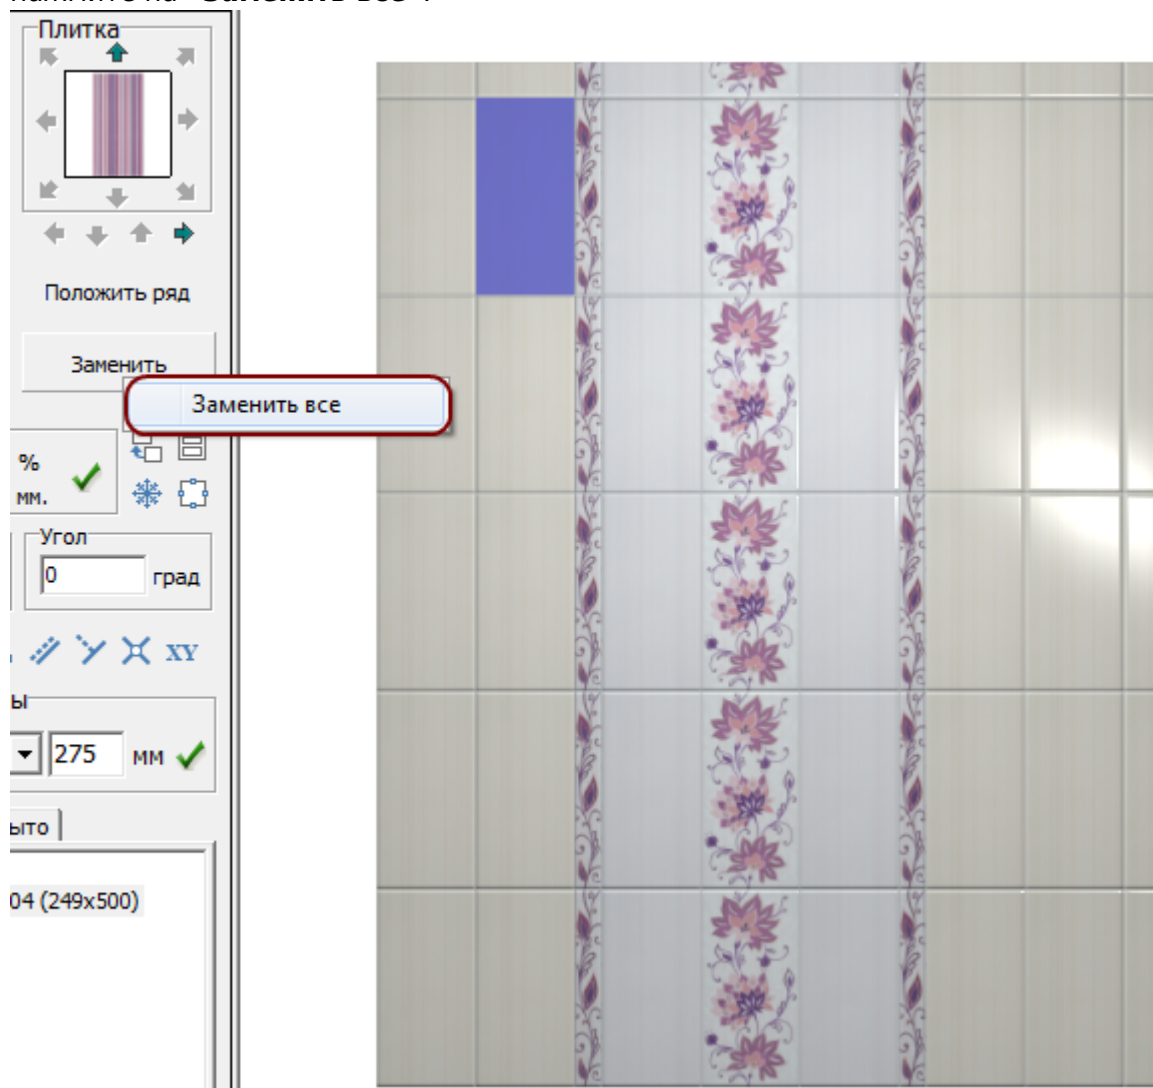 Плитка
Положить ряд
Заменить
Заменить все
%
мм.
Угол
0 град
XY
ы
275 мм
ыто
04 (249x500)